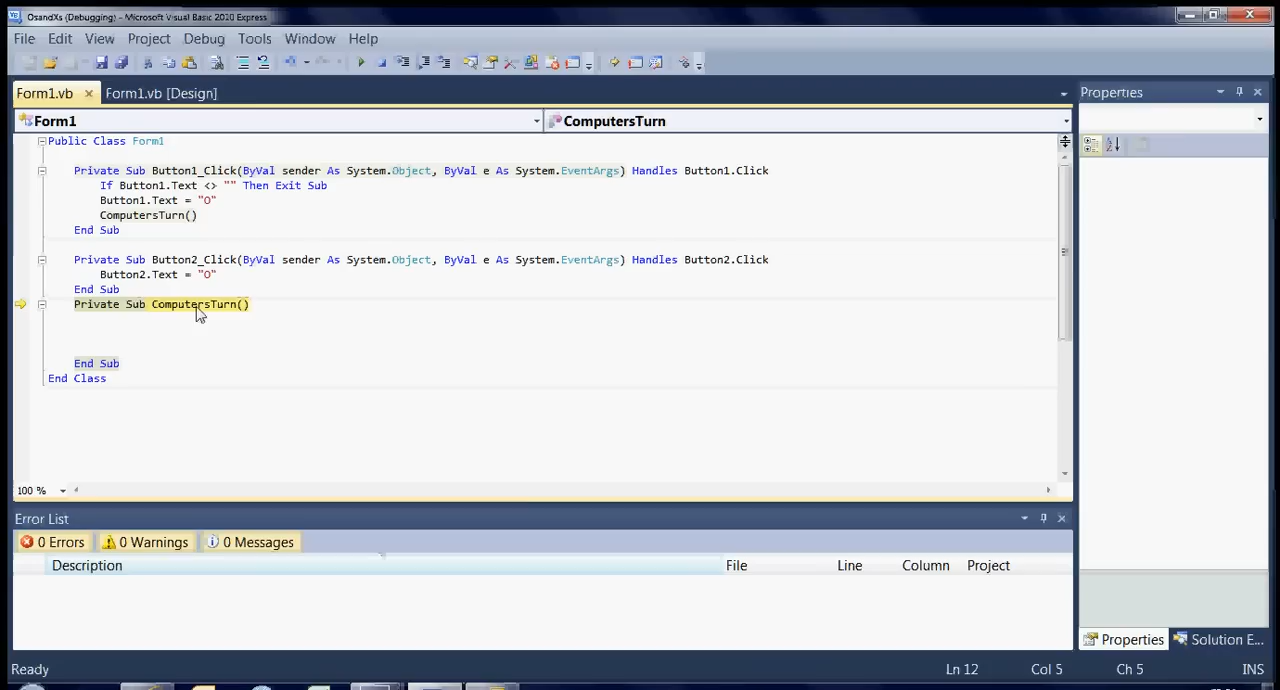 OsandXs (Debugging) - Microsoft Visual Basic 2010 Express
File Edit View Project Debug Tools Window Help
Form1.vb × Form1.vb [Design]
Properties
Form1 ComputersTurn
Public Class Form1
Private Sub Button1_Click(ByVal sender As System.Object, ByVal e As System.EventArgs) Handles Button1.Click
If Button1.Text <> "" Then Exit Sub
Button1.Text = "O"
ComputersTurn()
End Sub
Private Sub Button2_Click(ByVal sender As System.Object, ByVal e As System.EventArgs) Handles Button2.Click
Button2.Text = "O"
End Sub
Private Sub ComputersTurn()
End Sub
End Class
100 %
Error List
0 Errors 0 Warnings 0 Messages
Description File Line Column Project
Properties Solution E...
Ready Ln 12 Col 5 Ch 5 INS